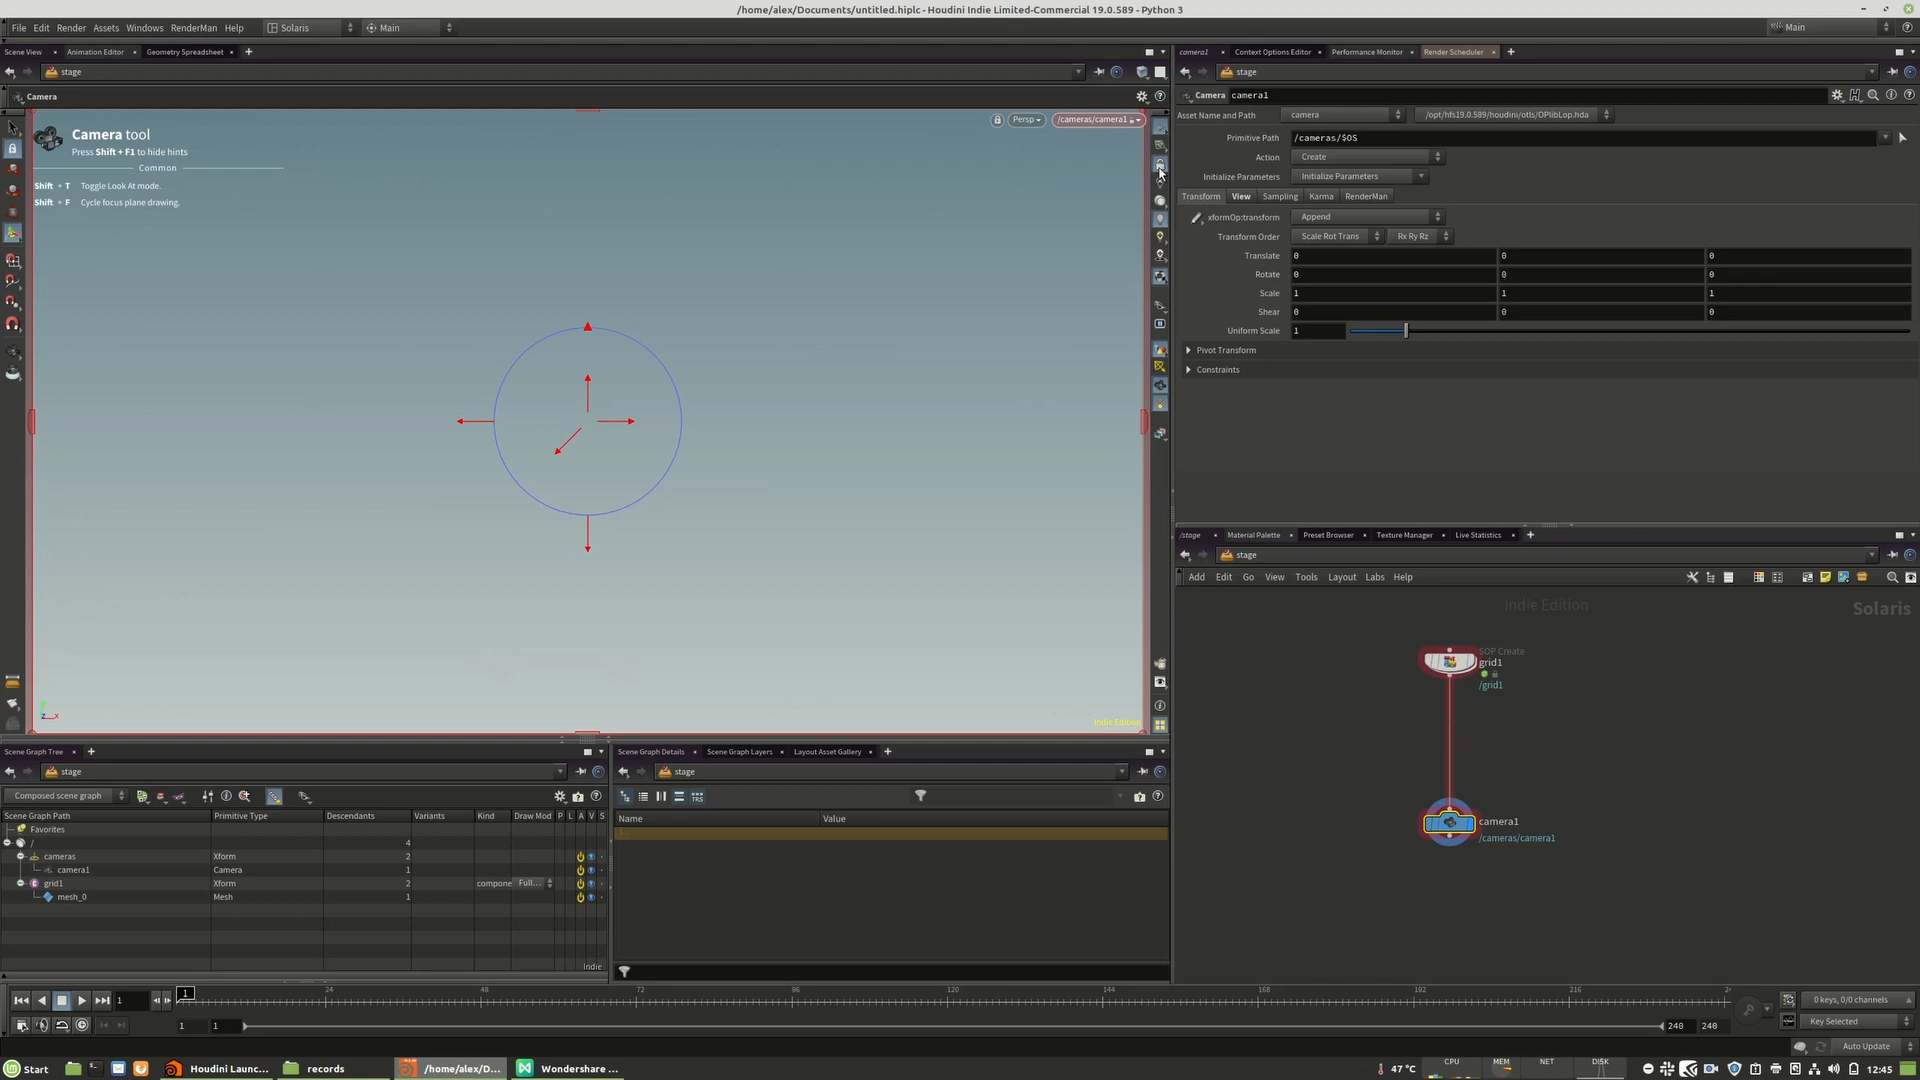 /home/alex/Documents/untitled.hiplc - Houdini Indie Limited-Commercial 19.0.589 - Python 3
File Edit Render Assets Windows RenderMan Help Solaris Main Main
Scene View Animation Editor Geometry Spreadsheet
stage
Camera
Camera tool
Press Shift + F1 to hide hints
Common
Shift + T Toggle Look At mode.
Shift + F Cycle focus plane drawing.
Persp /cameras/camera1
z x
Indie Edition
camera1 Context Options Editor Performance Monitor Render Scheduler
stage
Camera camera1
Asset Name and Path camera /opt/hfs19.0.589/houdini/otls/OPlibLop.hda
Primitive Path /cameras/$OS
Action Create
Initialize Parameters Initialize Parameters
Transform View Sampling Karma RenderMan
xformOp:transform Append
Transform Order Scale Rot Trans Rx Ry Rz
Translate 0 0 0
Rotate 0 0 0
Scale 1 1 1
Shear 0 0 0
Uniform Scale 1
Pivot Transform
Constraints
/stage Material Palette Preset Browser Texture Manager Live Statistics
stage
Add Edit Go View Tools Layout Labs Help
Indie Edition
Solaris
SOP Create
grid1
/grid1
camera1
/cameras/camera1
Scene Graph Tree
stage
Composed scene graph
Scene Graph Path Primitive Type Descendants Variants Kind Draw Mod P L A V S
Favorites
/ 4
cameras Xform 2
camera1 Camera 1
grid1 Xform 2 compone Full...
mesh_0 Mesh 1
Indie
Scene Graph Details Scene Graph Layers Layout Asset Gallery
stage
Name Value
1 1 24 48 72 96 120 144 168 192 216 2
0 keys, 0/0 channels
1 1 240 240 Key Selected
Auto Update
Start Houdini Launc... records /home/alex/D... Wondershare ... 47 °C CPU MEM NET DISK 12:45